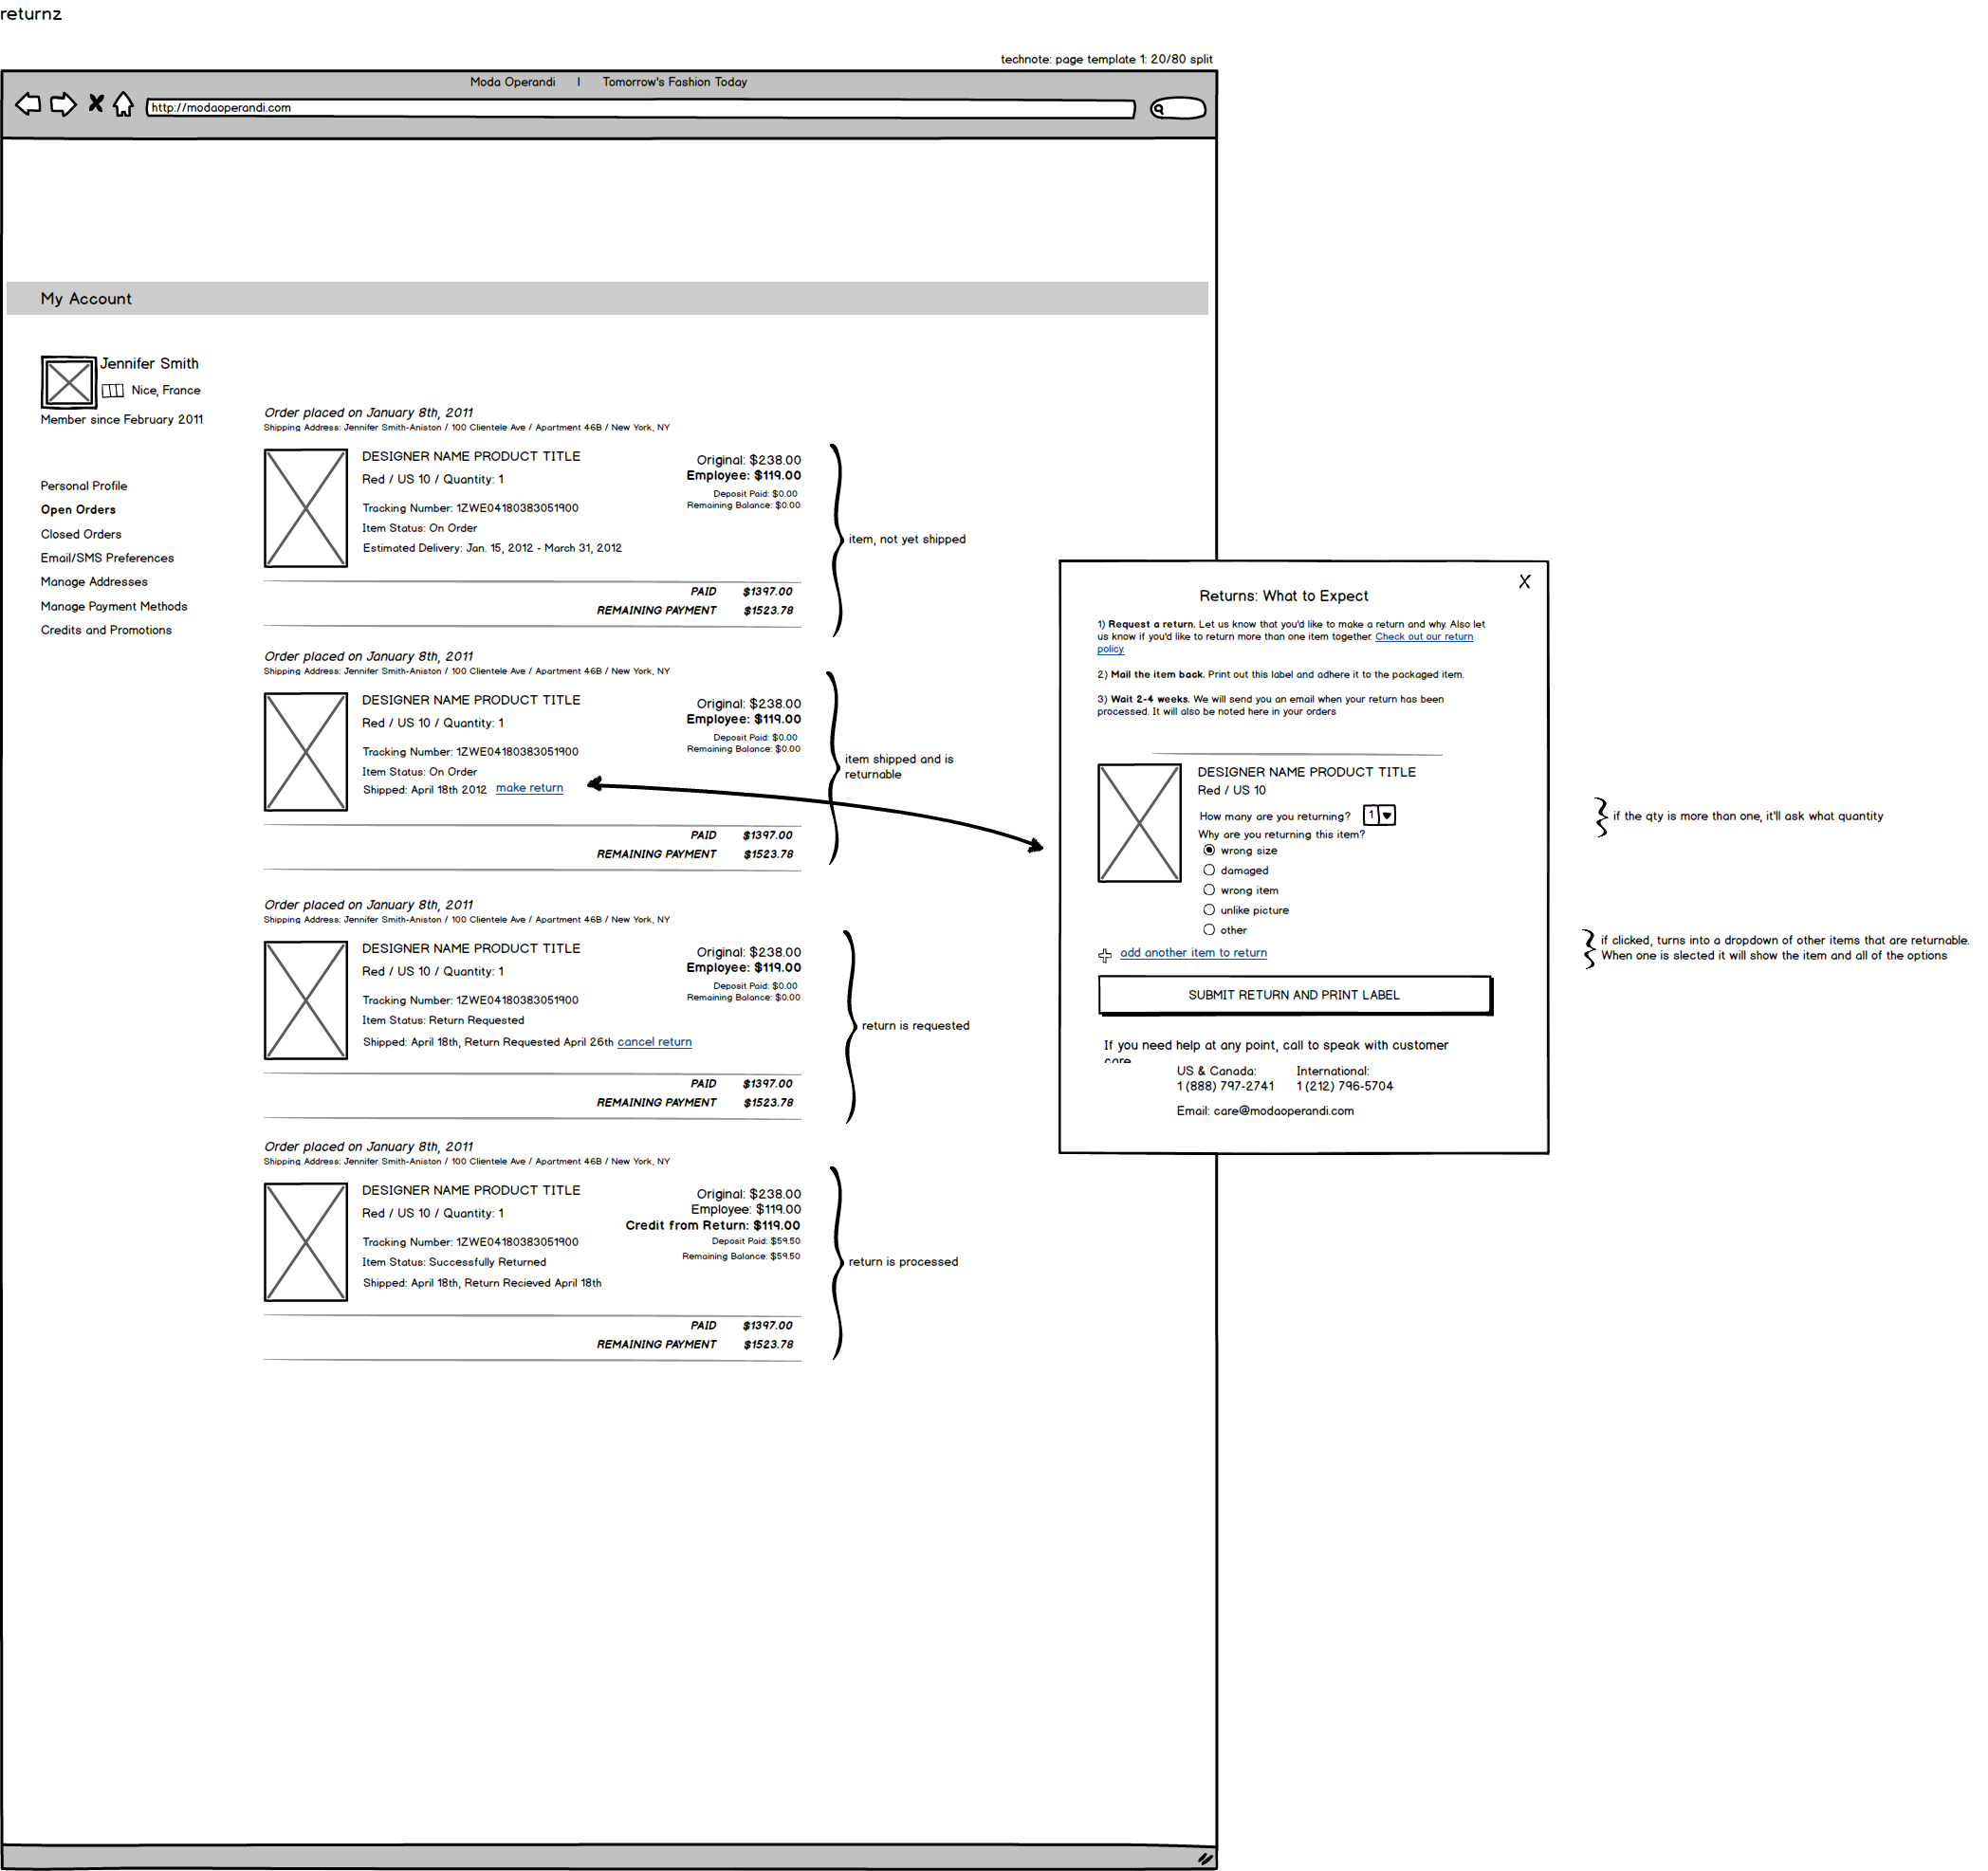 returnz
technote: page template 1: 20/80 split
Moda Operandi | Tomorrow's Fashion Today
http://modaoperandi.com
My Account
Jennifer Smith
Nice, France
Member since February 2011
Personal Profile
Open Orders
Closed Orders
Email/SMS Preferences
Manage Addresses
Manage Payment Methods
Credits and Promotions
Order placed on January 8th, 2011
Shipping Address: Jennifer Smith-Aniston / 100 Clientele Ave / Apartment 46B / New York, NY
DESIGNER NAME PRODUCT TITLE
Red / US 10 / Quantity: 1
Tracking Number: 1ZWE04180383051900
Item Status: On Order
Estimated Delivery: Jan. 15, 2012 - March 31, 2012
Original: $238.00
Employee: $119.00
Deposit Paid: $0.00
Remaining Balance: $0.00
PAID $1397.00
REMAINING PAYMENT $1523.78
item, not yet shipped
Order placed on January 8th, 2011
Shipping Address: Jennifer Smith-Aniston / 100 Clientele Ave / Apartment 46B / New York, NY
DESIGNER NAME PRODUCT TITLE
Red / US 10 / Quantity: 1
Tracking Number: 1ZWE04180383051900
Item Status: On Order
Shipped: April 18th 2012 make return
Original: $238.00
Employee: $119.00
Deposit Paid: $0.00
Remaining Balance: $0.00
PAID $1397.00
REMAINING PAYMENT $1523.78
item shipped and is
returnable
Order placed on January 8th, 2011
Shipping Address: Jennifer Smith-Aniston / 100 Clientele Ave / Apartment 46B / New York, NY
DESIGNER NAME PRODUCT TITLE
Red / US 10 / Quantity: 1
Tracking Number: 1ZWE04180383051900
Item Status: Return Requested
Shipped: April 18th, Return Requested April 26th cancel return
Original: $238.00
Employee: $119.00
Deposit Paid: $0.00
Remaining Balance: $0.00
PAID $1397.00
REMAINING PAYMENT $1523.78
return is requested
Order placed on January 8th, 2011
Shipping Address: Jennifer Smith-Aniston / 100 Clientele Ave / Apartment 46B / New York, NY
DESIGNER NAME PRODUCT TITLE
Red / US 10 / Quantity: 1
Tracking Number: 1ZWE04180383051900
Item Status: Successfully Returned
Shipped: April 18th, Return Recieved April 18th
Original: $238.00
Employee: $119.00
Credit from Return: $119.00
Deposit Paid: $59.50
Remaining Balance: $59.50
PAID $1397.00
REMAINING PAYMENT $1523.78
return is processed
X
Returns: What to Expect
1) Request a return. Let us know that you'd like to make a return and why. Also let
us know if you'd like to return more than one item together. Check out our return
policy.
2) Mail the item back. Print out this label and adhere it to the packaged item.
3) Wait 2-4 weeks. We will send you an email when your return has been
processed. It will also be noted here in your orders
DESIGNER NAME PRODUCT TITLE
Red / US 10
How many are you returning? 1
Why are you returning this item?
wrong size
damaged
wrong item
unlike picture
other
add another item to return
SUBMIT RETURN AND PRINT LABEL
If you need help at any point, call to speak with customer
care
US & Canada: International:
1 (888) 797-2741 1 (212) 796-5704
Email: care@modaoperandi.com
if the qty is more than one, it'll ask what quantity
if clicked, turns into a dropdown of other items that are returnable.
When one is slected it will show the item and all of the options